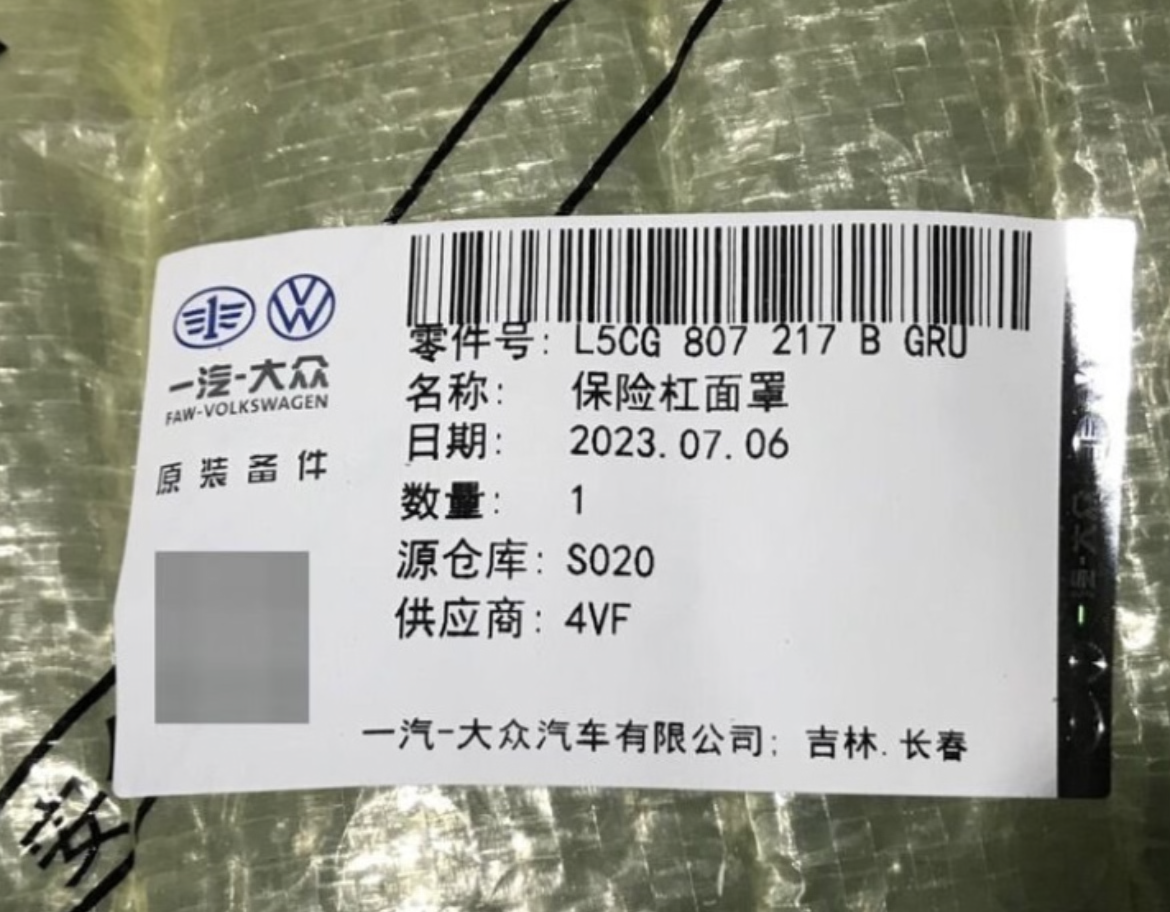 一汽-大众
FAW-VOLKSWAGEN
原装备件
零件号: L5CG 807 217 B GRU
名称: 保险杠面罩
日期: 2023.07.06
数量: 1
源仓库: S020
供应商: 4VF
一汽-大众汽车有限公司; 吉林.长春